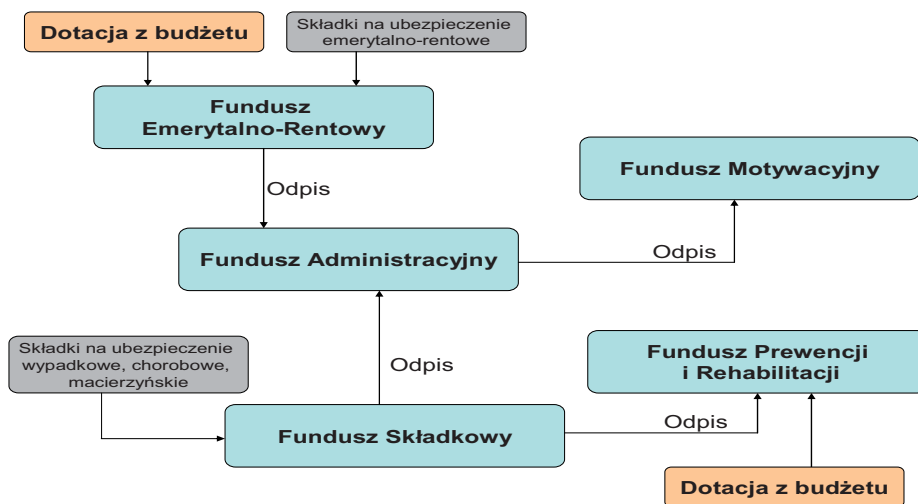 Dotacja z budżetu
Składki na ubezpieczenie
emerytalno-rentowe
Fundusz
Emerytalno-Rentowy
Odpis
Fundusz Motywacyjny
Fundusz Administracyjny
Odpis
Składki na ubezpieczenie
wypadkowe, chorobowe,
macierzyńskie
Odpis
Fundusz Prewencji
i Rehabilitacji
Fundusz Składkowy
Odpis
Dotacja z budżetu